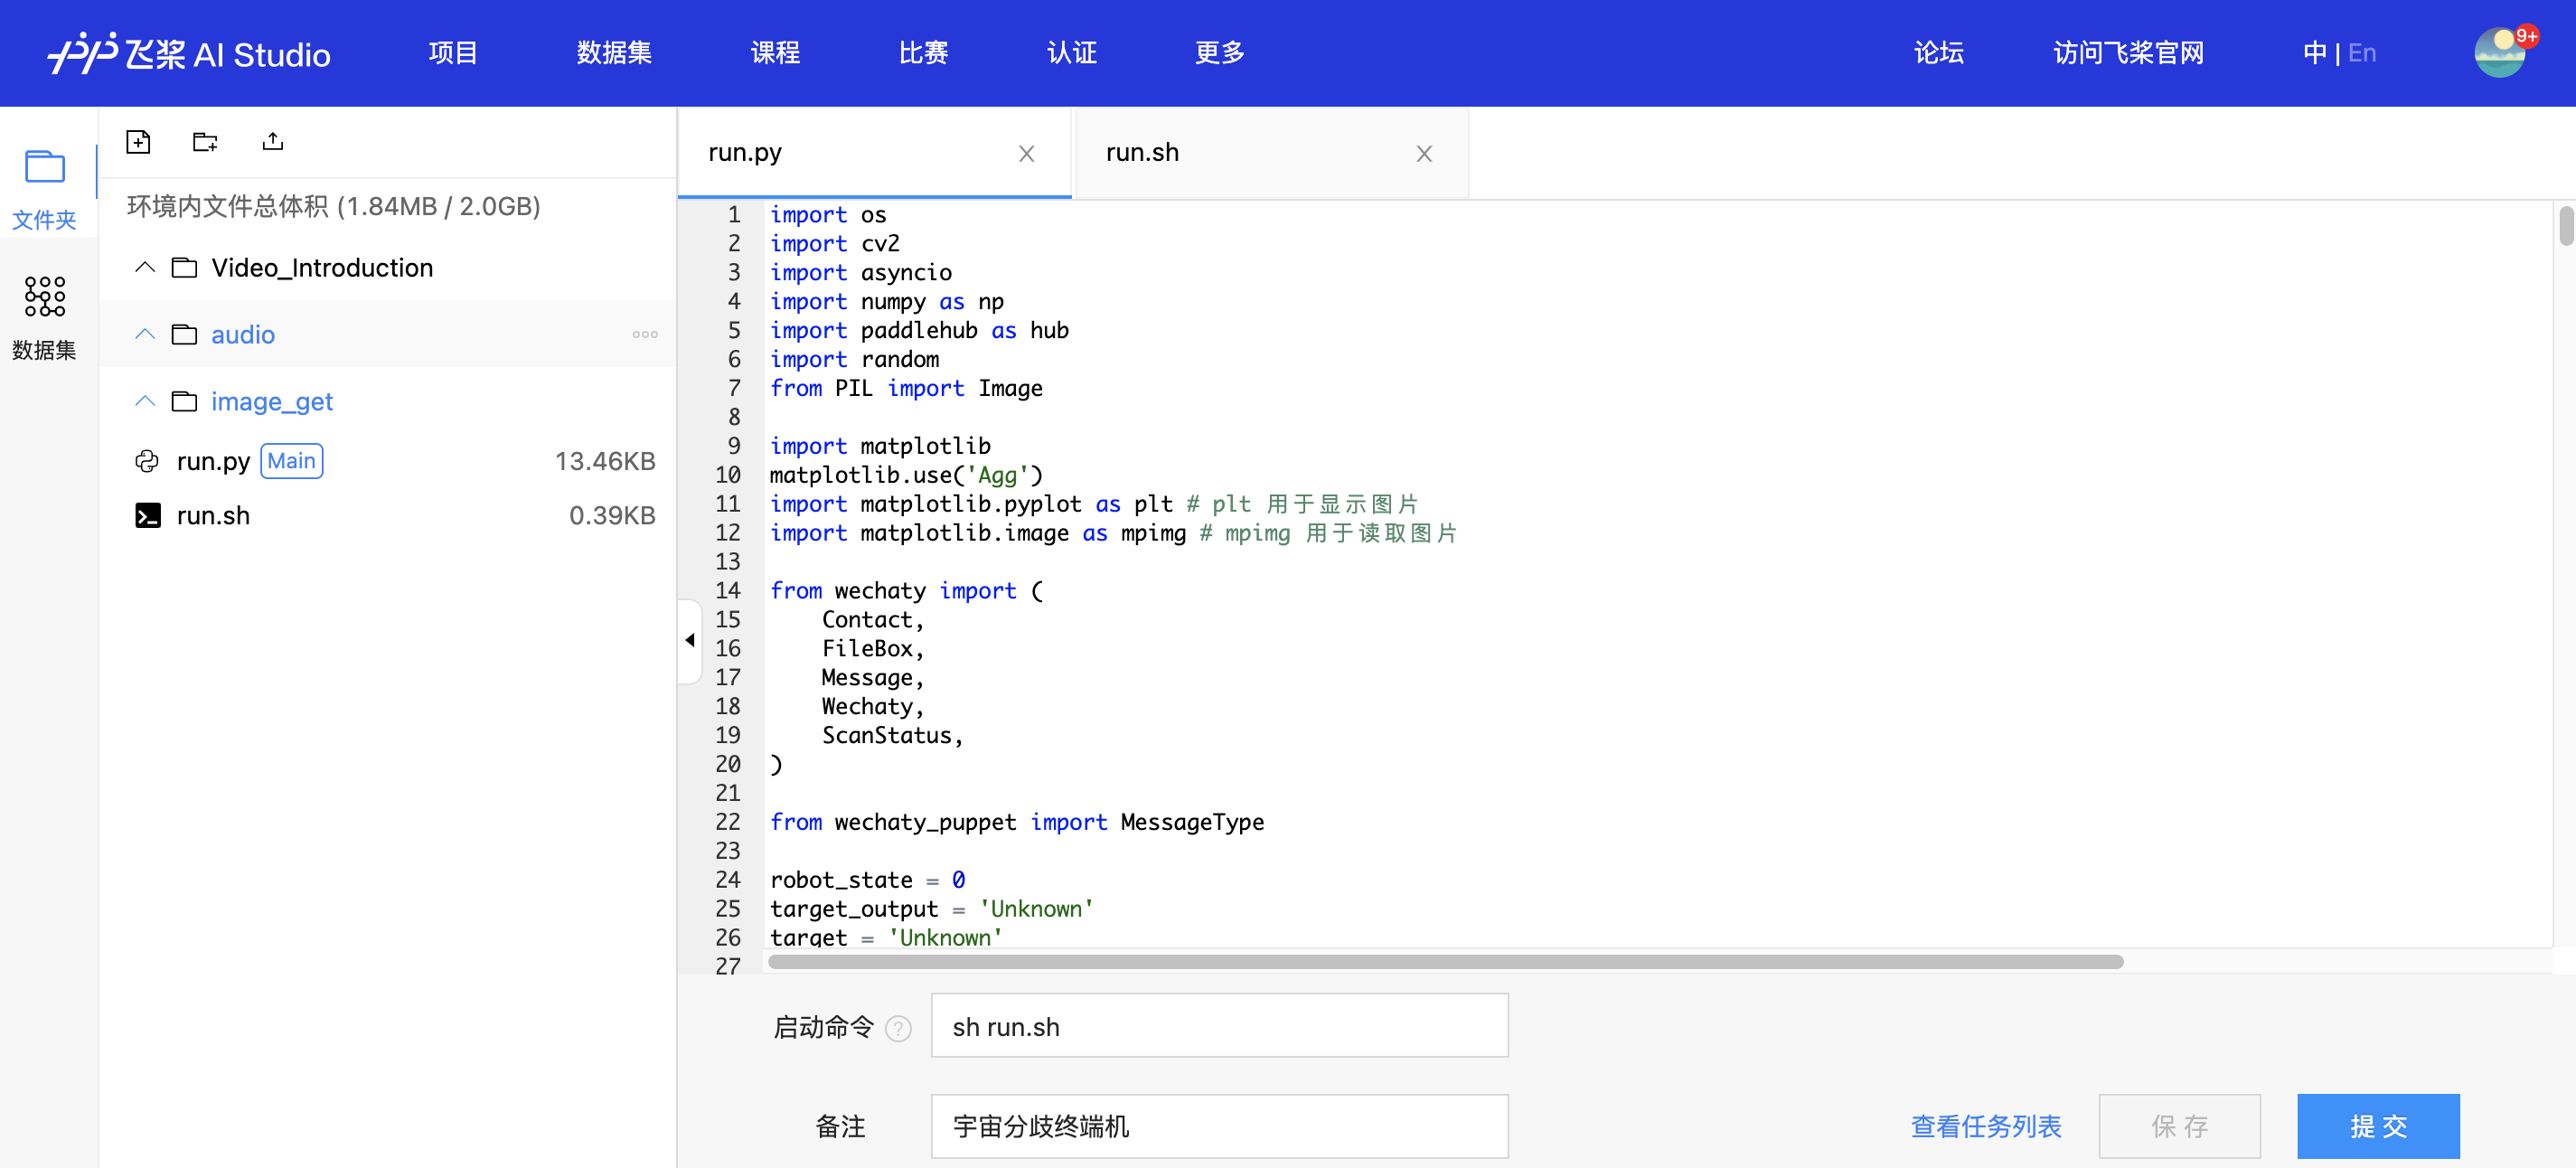 飞桨 AI Studio 项目 数据集 课程 比赛 认证 更多 论坛 访问飞桨官网 中 | En 9+
文件夹
数据集
环境内文件总体积 (1.84MB / 2.0GB)
Video_Introduction
audio
image_get
run.py Main 13.46KB
run.sh 0.39KB
run.py run.sh
1 import os
2 import cv2
3 import asyncio
4 import numpy as np
5 import paddlehub as hub
6 import random
7 from PIL import Image
8
9 import matplotlib
10 matplotlib.use('Agg')
11 import matplotlib.pyplot as plt # plt 用于显示图片
12 import matplotlib.image as mpimg # mpimg 用于读取图片
13
14 from wechaty import (
15     Contact,
16     FileBox,
17     Message,
18     Wechaty,
19     ScanStatus,
20 )
21
22 from wechaty_puppet import MessageType
23
24 robot_state = 0
25 target_output = 'Unknown'
26 target = 'Unknown'
27
启动命令 ? sh run.sh
备注 宇宙分歧终端机 查看任务列表 保 存 提 交